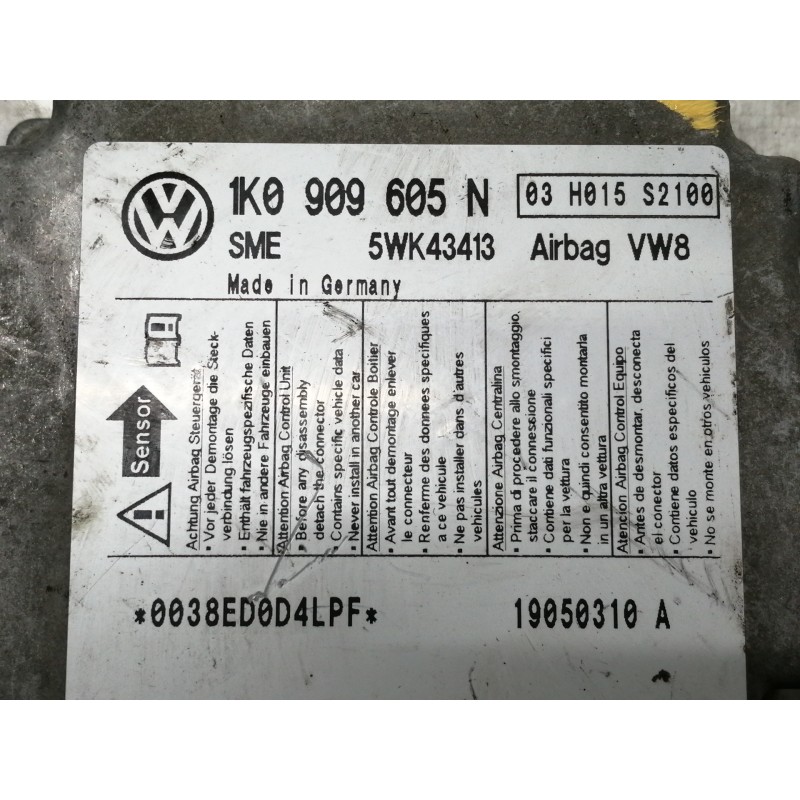 VW
1K0 909 605 N
03 H015 S2100
SME 5WK43413 Airbag VW8
Made in Germany
Sensor
Achtung Airbag Steuergerät
• Vor jeder Demontage die Steck-
verbindung lösen
• Enthält fahrzeugspezifische Daten
• Nie in andere Fahrzeuge einbauen
Attention Airbag Control Unit
• Before any disassembly
detach the connector
• Contains specific vehicle data
• Never install in another car
Attention Airbag Controle Boitier
• Avant tout demontage enlever
le connecteur
• Renferme des donnees specifiques
a ce vehicule
• Ne pas installer dans d'autres
vehicules
Attenzione Airbag Centralina
• Prima di procedere allo smontaggio.
staccare il connessione
• Contiene dati funzionali specifici
per la vettura
• Non e quindi consentito montarla
in un altra vettura
Atencion Airbag Control Equipo
• Antes de desmontar, desconecta
el conector
• Contiene datos especificos del
vehiculo
• No se monte en otros vehiculos
*0038ED0D4LPF*
19050310 A